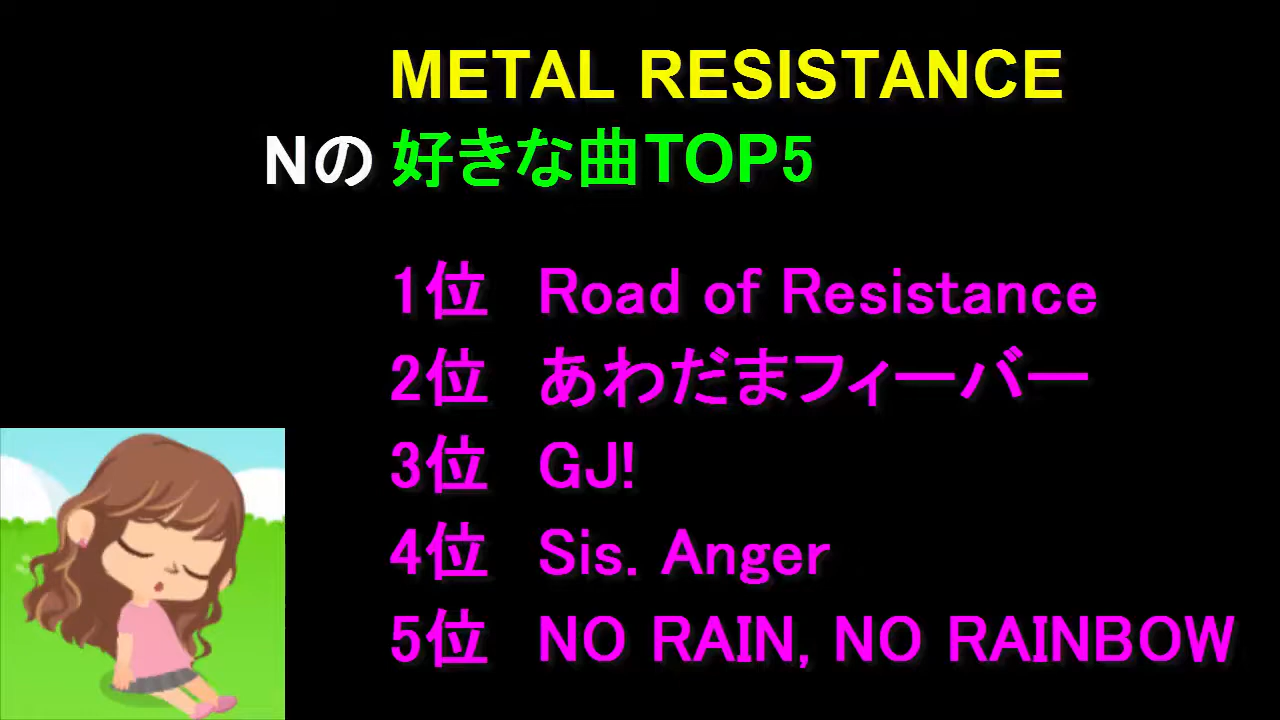 METAL RESISTANCE
Nの 好きな曲TOP5
1位 Road of Resistance
2位 あわだまフィーバー
3位 GJ!
4位 Sis. Anger
5位 NO RAIN, NO RAINBOW